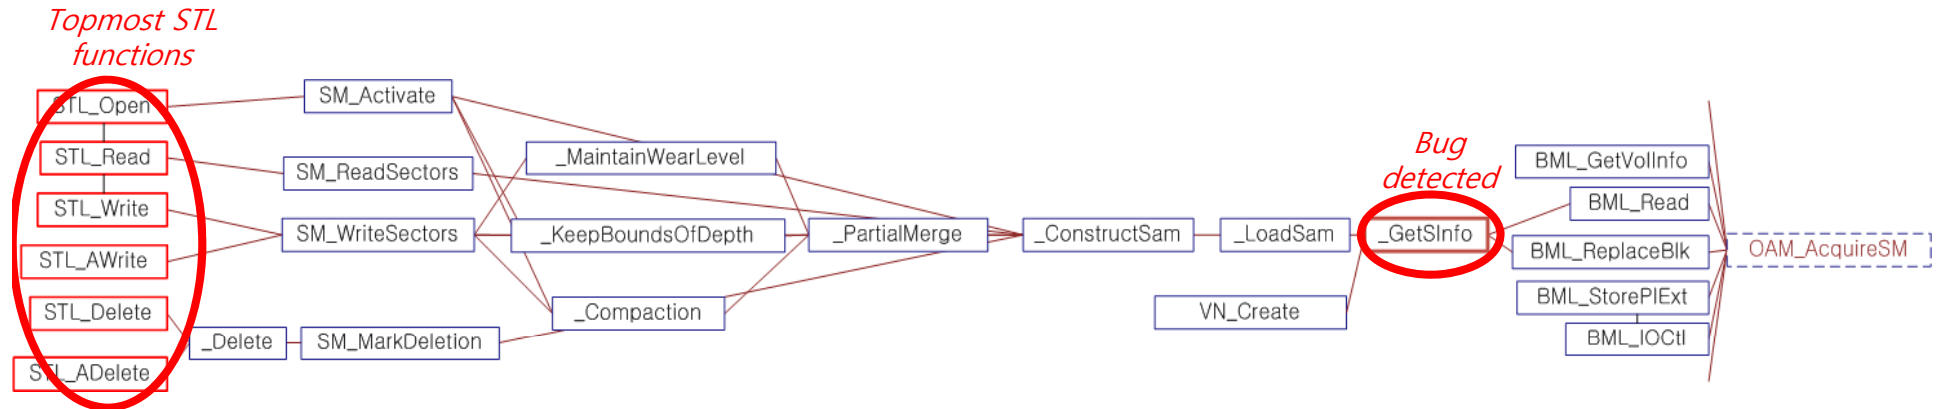 Topmost STL
functions
STL_Open
STL_Read
STL_Write
STL_AWrite
STL_Delete
STL_ADelete
_Delete
SM_Activate
SM_ReadSectors
SM_WriteSectors
SM_MarkDeletion
_MaintainWearLevel
_KeepBoundsOfDepth
_Compaction
_PartialMerge
_ConstructSam
_LoadSam
VN_Create
Bug
detected
_GetSInfo
BML_GetVolInfo
BML_Read
BML_ReplaceBlk
BML_StorePIExt
BML_IOCtl
OAM_AcquireSM